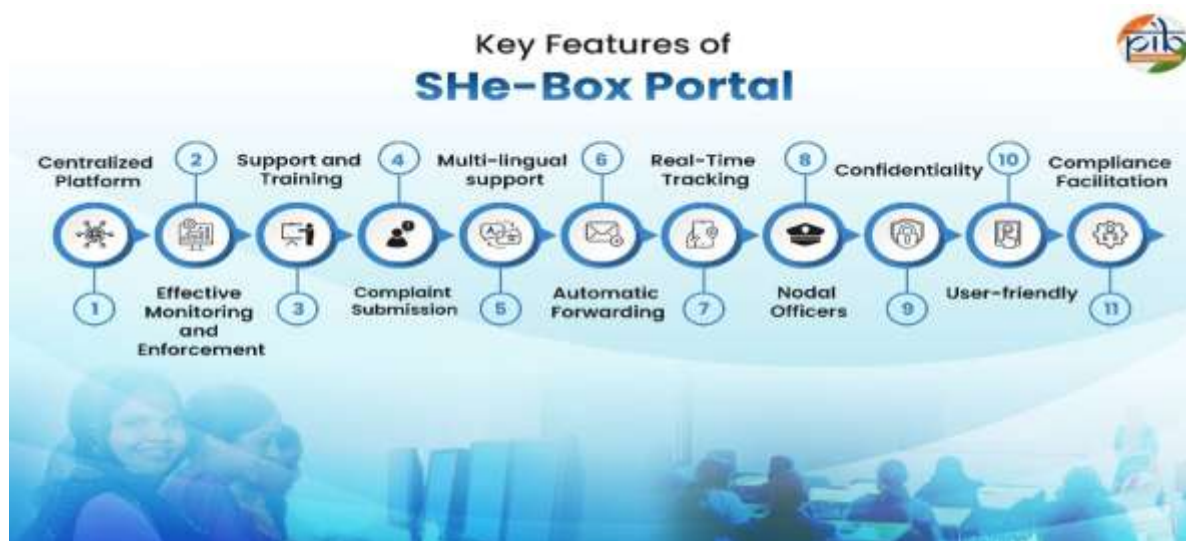 Key Features of
SHe-Box Portal
pib
Centralized
Platform
1
2
Effective
Monitoring
and
Enforcement
Support and
Training
3
4
Complaint
Submission
Multi-lingual
support
5
6
Automatic
Forwarding
Real-Time
Tracking
7
8
Nodal
Officers
Confidentiality
9
10
User-friendly
Compliance
Facilitation
11